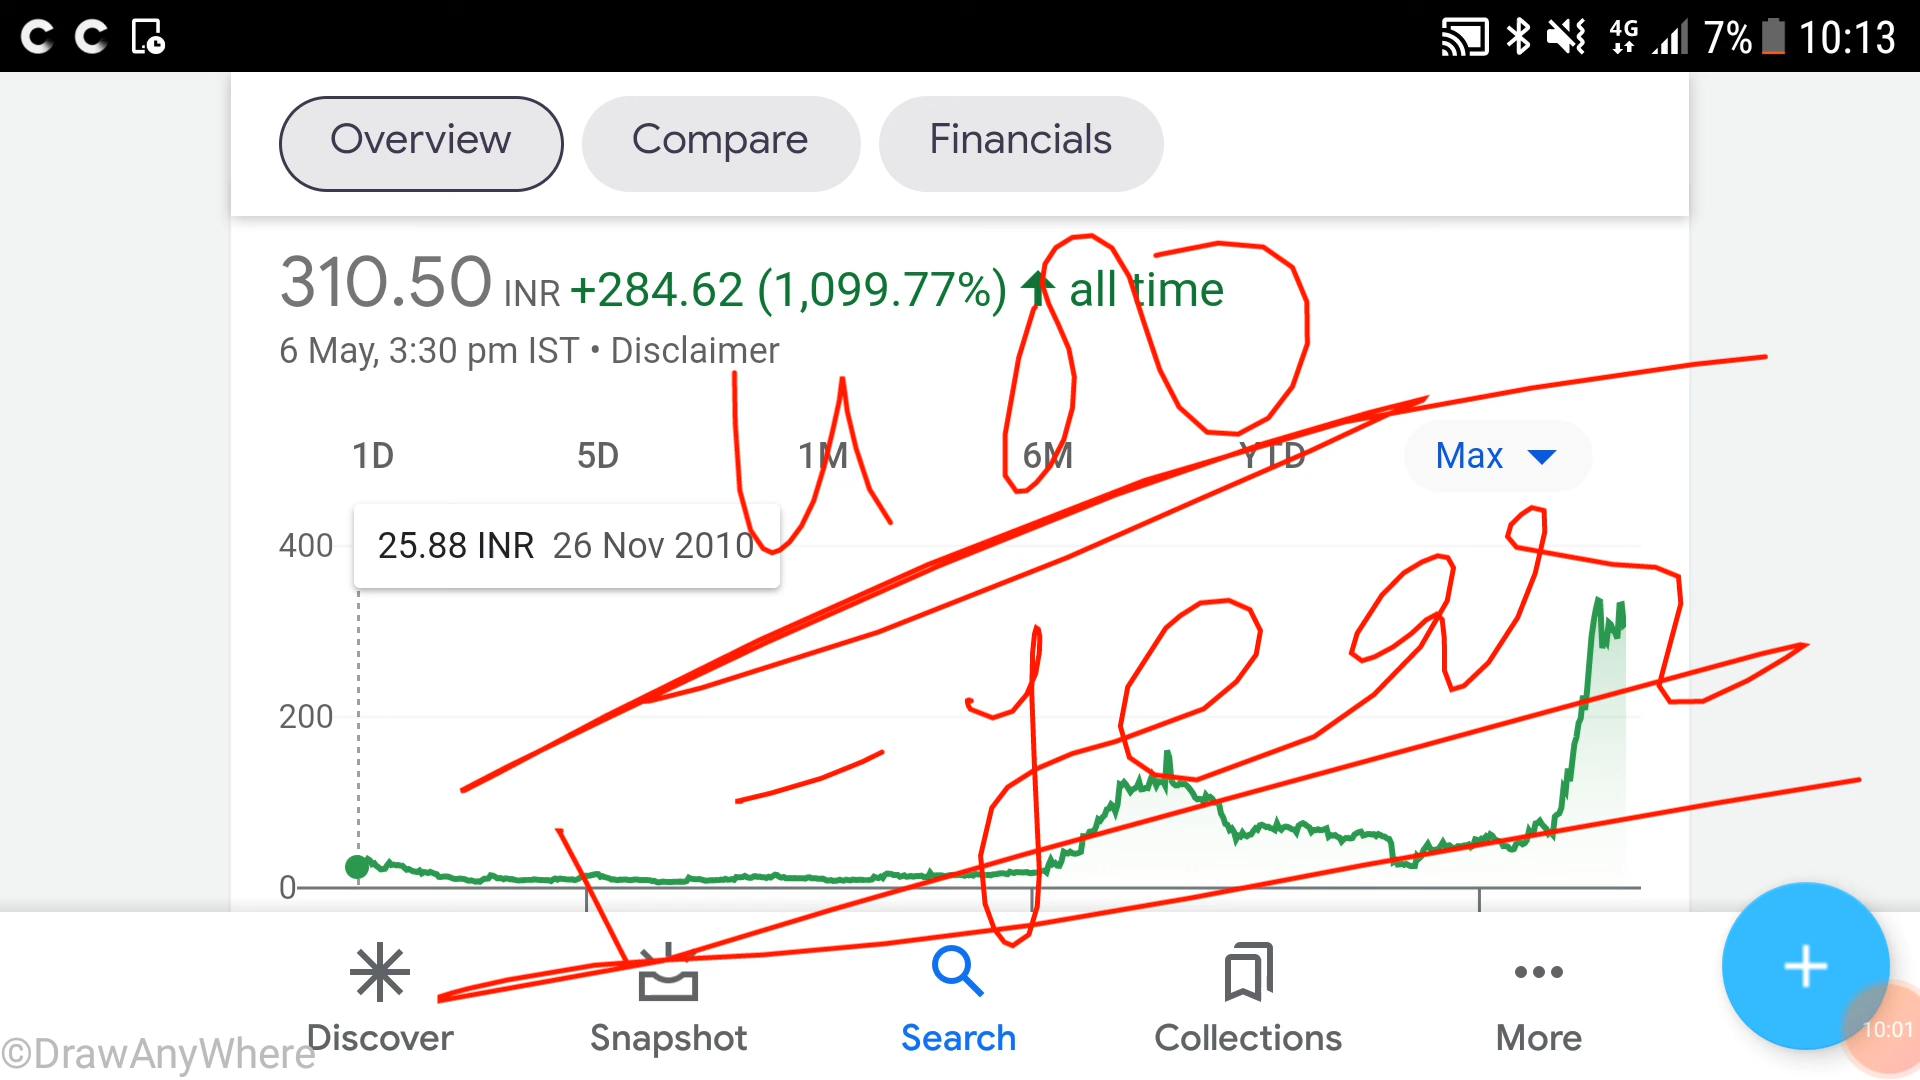 4G 7% 10:13
Overview Compare Financials
310.50 INR +284.62 (1,099.77%) ↑ all time
6 May, 3:30 pm IST • Disclaimer
1D 5D 1M 6M YTD Max
400 25.88 INR 26 Nov 2010
200
year
0
Discover Snapshot Search Collections More
10:01
©DrawAnyWhere